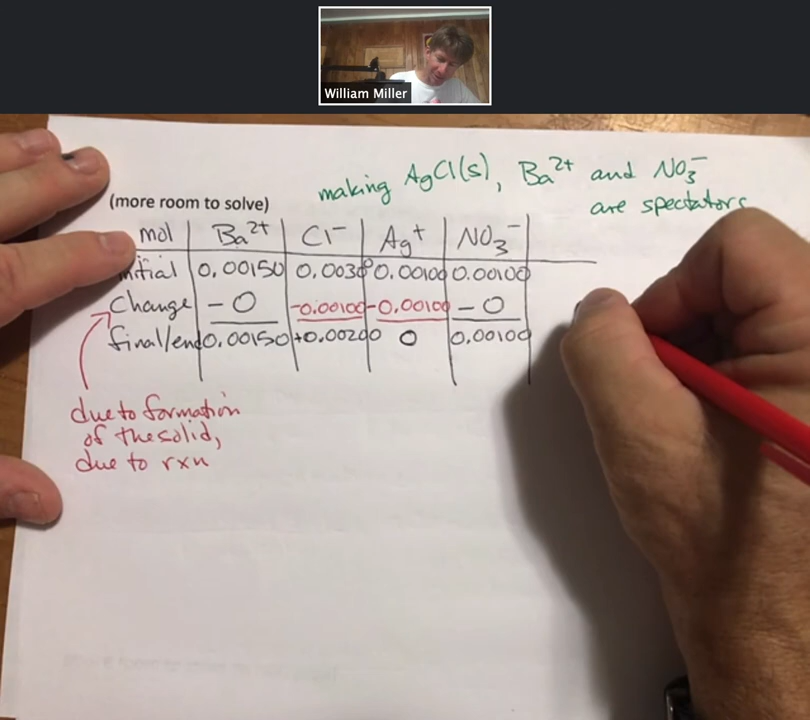 William Miller
making AgCl(s), Ba²⁺ and NO₃⁻
are spectators
(more room to solve)
mol Ba²⁺ Cl⁻ Ag⁺ NO₃⁻
initial 0.00150 0.00300 0.00100 0.00100
Change -0 -0.00100 -0.00100 -0
final/end 0.00150 +0.00200 0 0.00100
due to formation
of the solid,
due to rxn